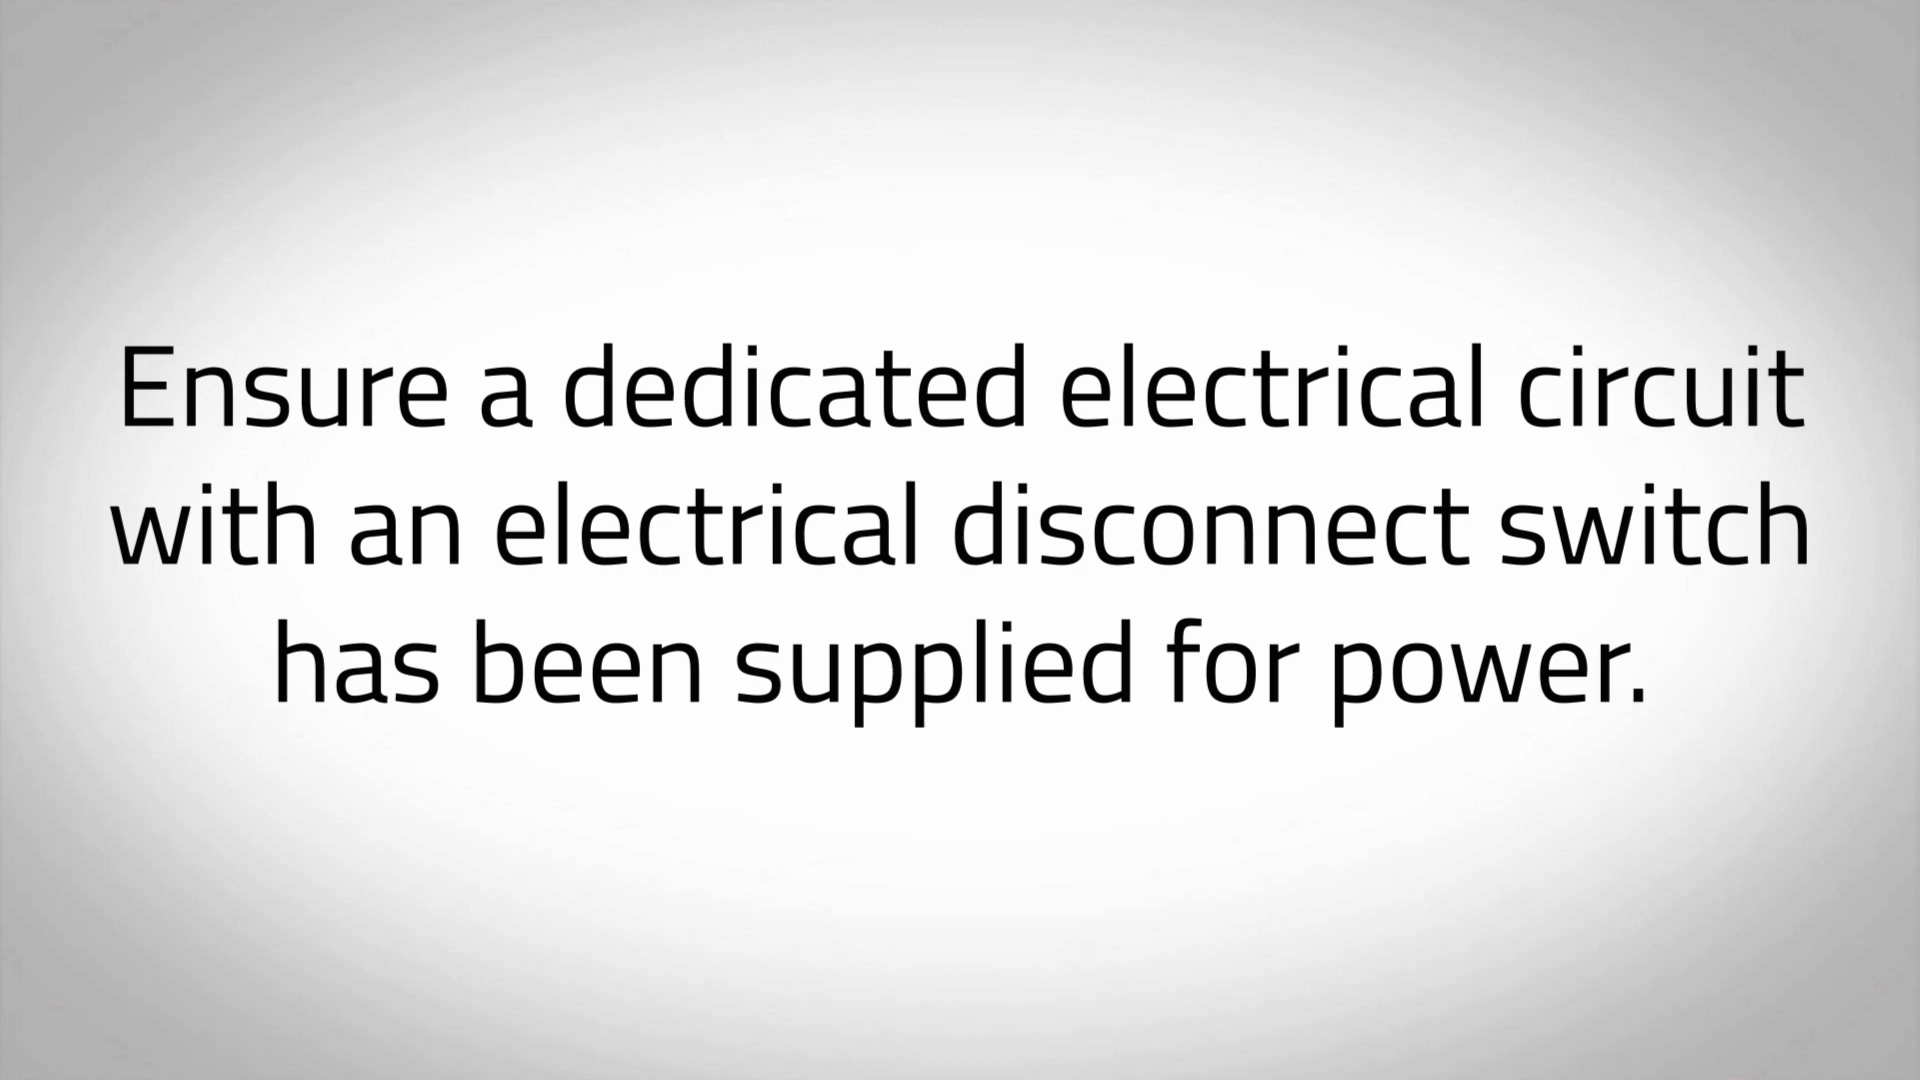 Ensure a dedicated electrical circuit
with an electrical disconnect switch
has been supplied for power.